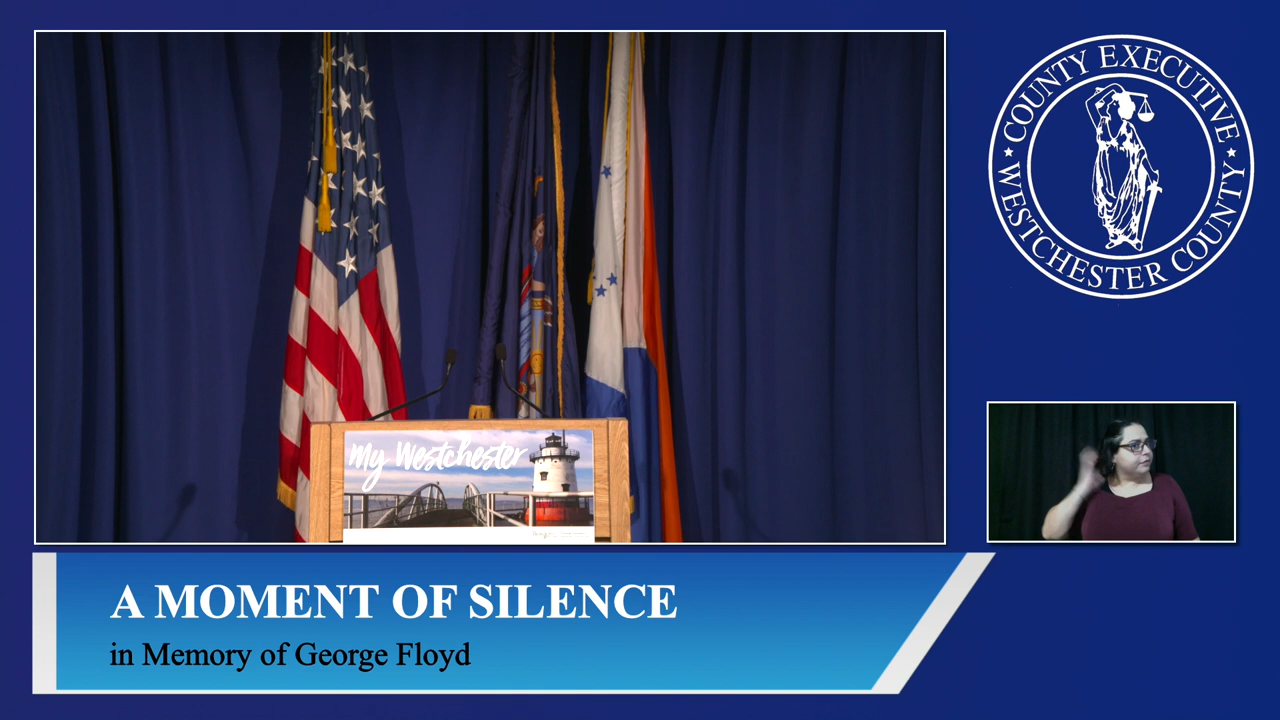 COUNTY EXECUTIVE
WESTCHESTER COUNTY
My Westchester
A MOMENT OF SILENCE
in Memory of George Floyd